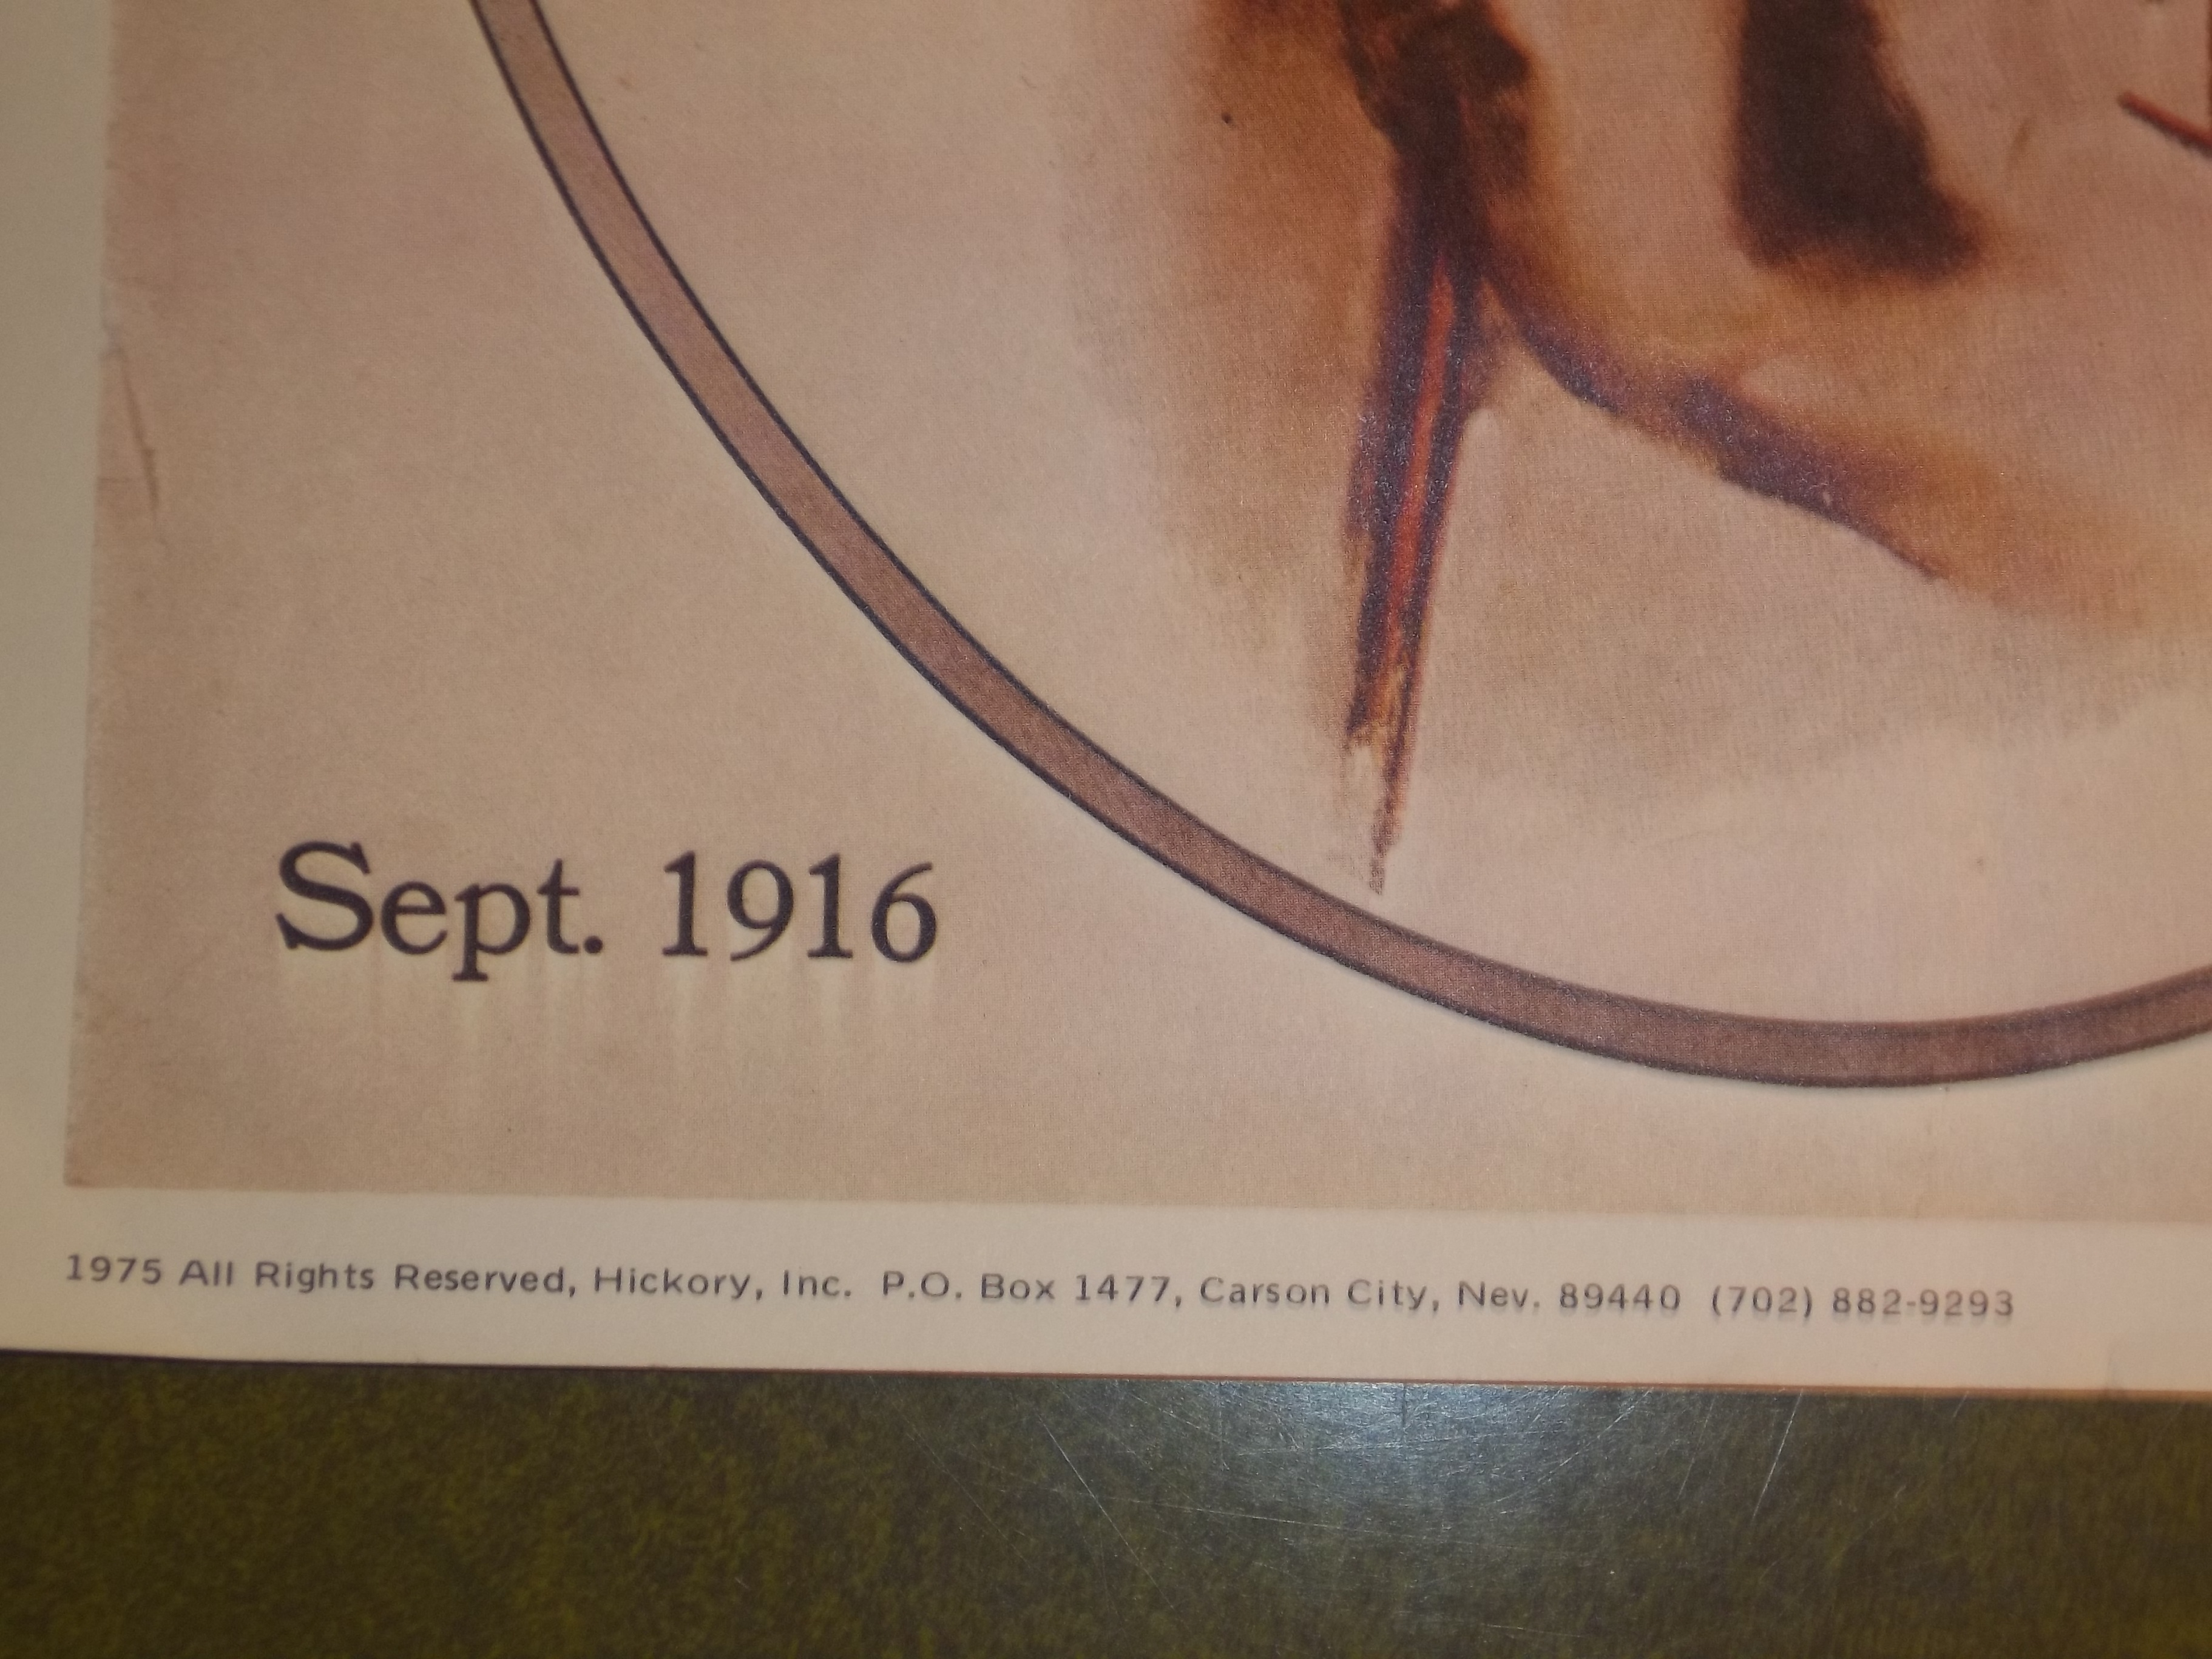 Sept. 1916
1975 All Rights Reserved, Hickory, Inc. P.O. Box 1477, Carson City, Nev. 89440 (702) 882-9293